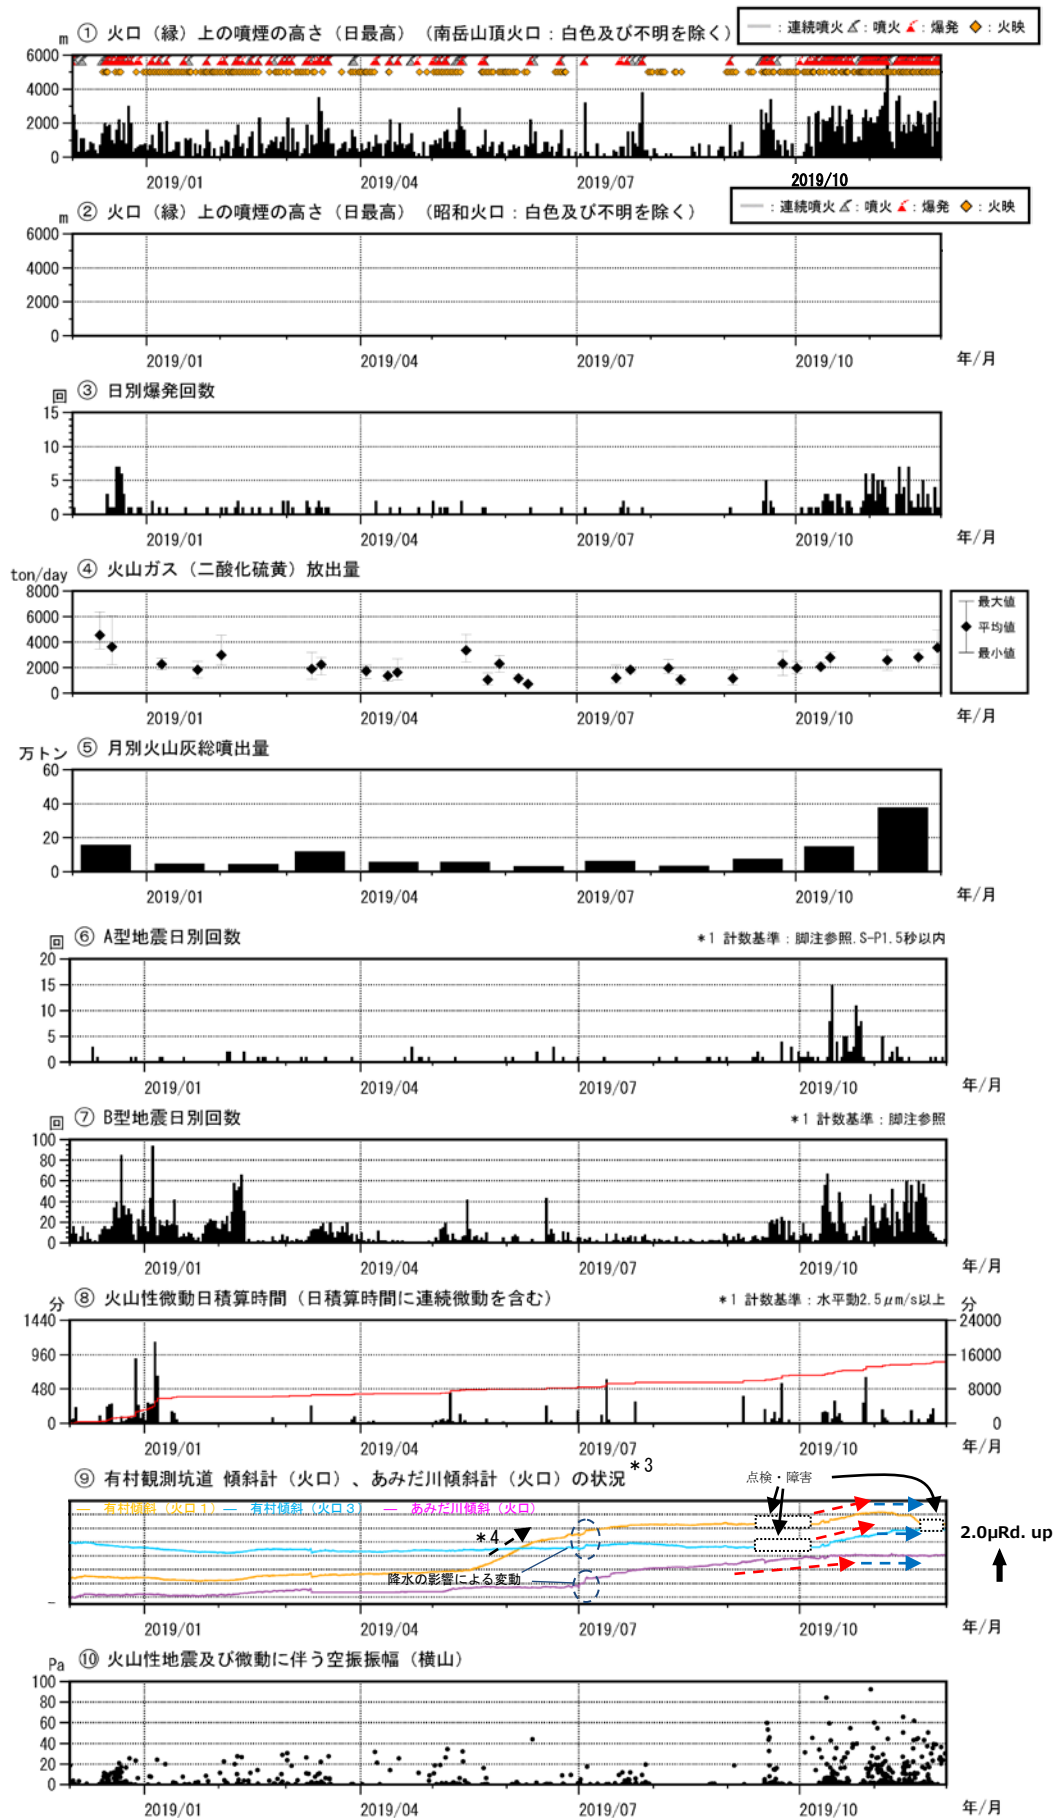 m ① 火口（縁）上の噴煙の高さ（日最高）（南岳山頂火口：白色及び不明を除く）
：連続噴火 ：噴火 ：爆発 ：火映
6000
4000
2000
0
2019/01 2019/04 2019/07 2019/10
m ② 火口（縁）上の噴煙の高さ（日最高）（昭和火口：白色及び不明を除く）
：連続噴火 ：噴火 ：爆発 ：火映
6000
4000
2000
0
2019/01 2019/04 2019/07 2019/10 年/月
回 ③ 日別爆発回数
15
10
5
0
2019/01 2019/04 2019/07 2019/10 年/月
ton/day ④ 火山ガス（二酸化硫黄）放出量
8000
6000
4000
2000
0
最大値
平均値
最小値
2019/01 2019/04 2019/07 2019/10 年/月
万トン ⑤ 月別火山灰総噴出量
60
40
20
0
2019/01 2019/04 2019/07 2019/10 年/月
回 ⑥ A型地震日別回数 *1 計数基準：脚注参照.S-P1.5秒以内
20
15
10
5
0
2019/01 2019/04 2019/07 2019/10 年/月
回 ⑦ B型地震日別回数 *1 計数基準：脚注参照
100
80
60
40
20
0
2019/01 2019/04 2019/07 2019/10 年/月
分 ⑧ 火山性微動日積算時間（日積算時間に連続微動を含む） *1 計数基準：水平動2.5μm/s以上 分
1440 24000
960 16000
480 8000
0 0
2019/01 2019/04 2019/07 2019/10 年/月
⑨ 有村観測坑道 傾斜計（火口）、あみだ川傾斜計（火口）の状況 *3
点検・障害
有村傾斜（火口１） 有村傾斜（火口３） あみだ川傾斜（火口）
*4
2.0μRd. up
降水の影響による変動
2019/01 2019/04 2019/07 2019/10 年/月
Pa ⑩ 火山性地震及び微動に伴う空振振幅（横山）
100
80
60
40
20
0
2019/01 2019/04 2019/07 2019/10 年/月